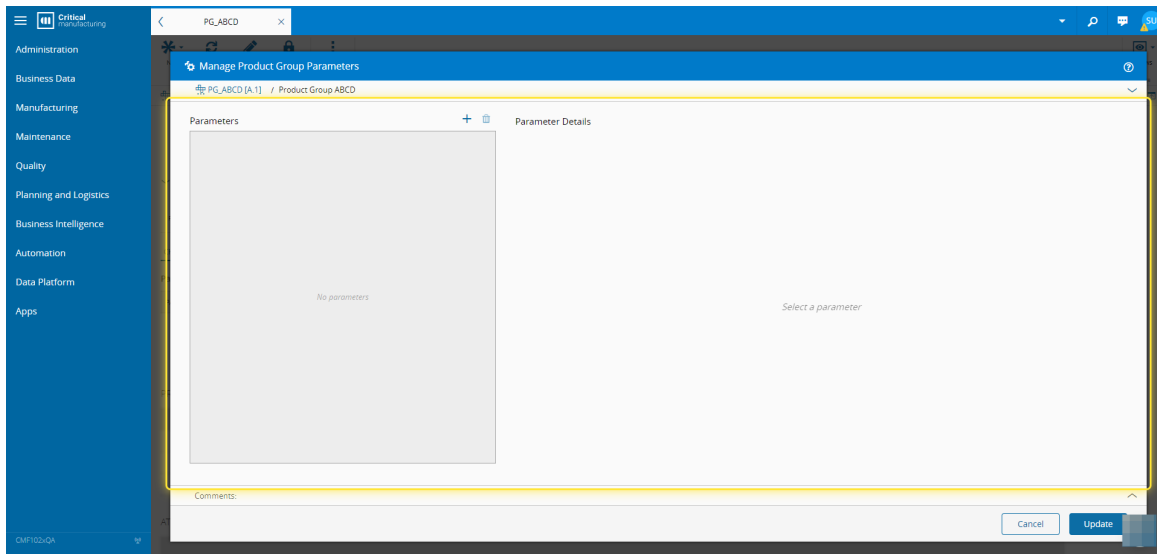 Critical
manufacturing
PG_ABCD
SU
Administration
Business Data
Manufacturing
Maintenance
Quality
Planning and Logistics
Business Intelligence
Automation
Data Platform
Apps
CMF102xQA
Manage Product Group Parameters
PG_ABCD [A.1] / Product Group ABCD
Parameters
Parameter Details
No parameters
Select a parameter
Comments:
Cancel
Update